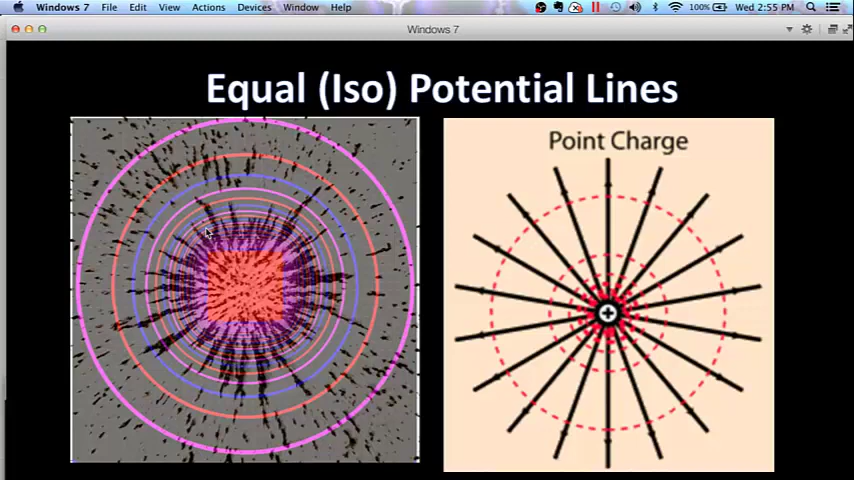 Windows 7 File Edit View Actions Devices Window Help 100% Wed 2:55 PM
Windows 7
Equal (Iso) Potential Lines
Point Charge
+